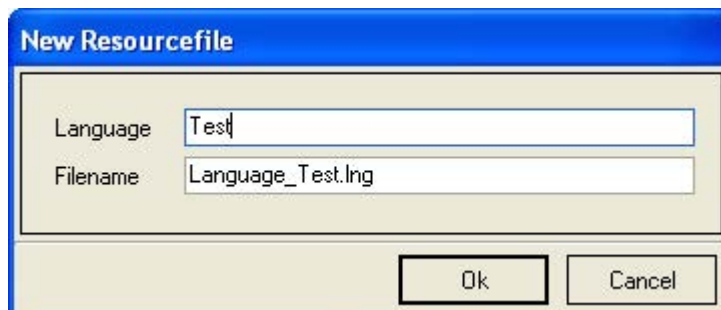 New Resourcefile
Language Test
Filename Language_Test.lng
Ok Cancel